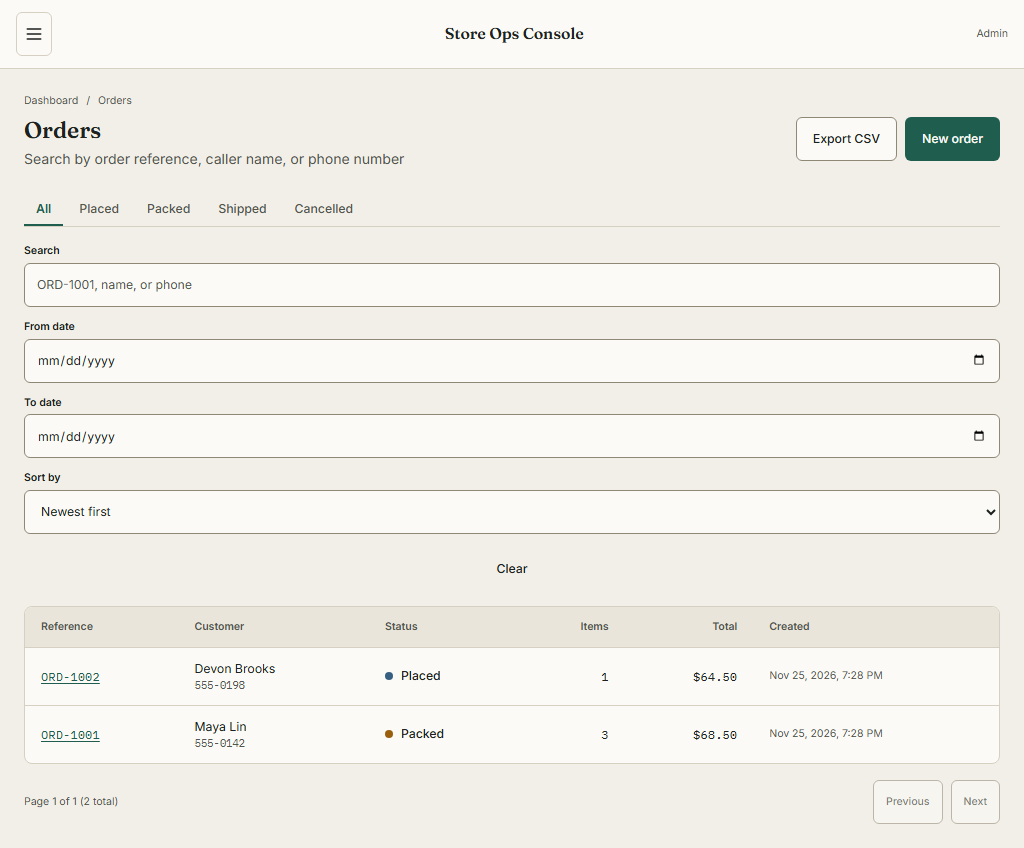 Store Ops Console
Admin
Dashboard / Orders
Orders
Search by order reference, caller name, or phone number
Export CSV
New order
All Placed Packed Shipped Cancelled
Search
ORD-1001, name, or phone
From date
mm/dd/yyyy
To date
mm/dd/yyyy
Sort by
Newest first
Clear
Reference Customer Status Items Total Created
ORD-1002 Devon Brooks Placed 1 $64.50 Nov 25, 2026, 7:28 PM
555-0198
ORD-1001 Maya Lin Packed 3 $68.50 Nov 25, 2026, 7:28 PM
555-0142
Page 1 of 1 (2 total)
Previous
Next